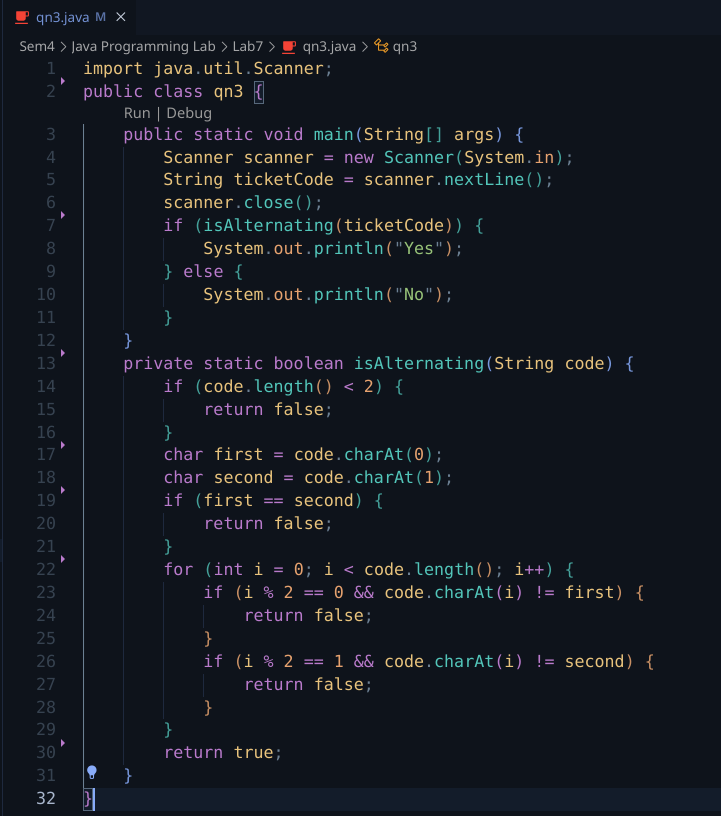 qn3.java M ×
Sem4 > Java Programming Lab > Lab7 > qn3.java > qn3
1 import java.util.Scanner;
2 public class qn3 {
Run | Debug
3     public static void main(String[] args) {
4         Scanner scanner = new Scanner(System.in);
5         String ticketCode = scanner.nextLine();
6         scanner.close();
7         if (isAlternating(ticketCode)) {
8             System.out.println("Yes");
9         } else {
10             System.out.println("No");
11         }
12     }
13     private static boolean isAlternating(String code) {
14         if (code.length() < 2) {
15             return false;
16         }
17         char first = code.charAt(0);
18         char second = code.charAt(1);
19         if (first == second) {
20             return false;
21         }
22         for (int i = 0; i < code.length(); i++) {
23             if (i % 2 == 0 && code.charAt(i) != first) {
24                 return false;
25             }
26             if (i % 2 == 1 && code.charAt(i) != second) {
27                 return false;
28             }
29         }
30         return true;
31     }
32 }